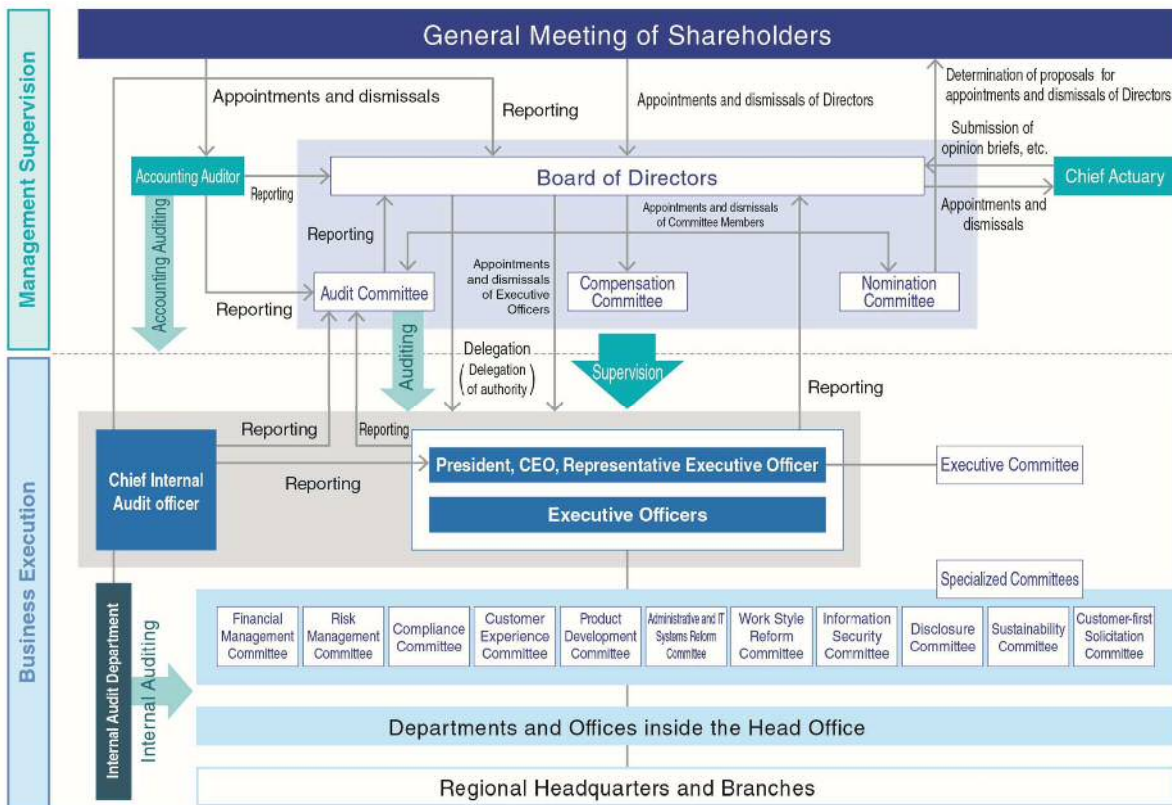 Management Supervision
General Meeting of Shareholders
Appointments and dismissals
Reporting
Appointments and dismissals of Directors
Determination of proposals for
appointments and dismissals of Directors
Submission of
opinion briefs, etc.
Accounting Auditor
Reporting
Board of Directors
Chief Actuary
Appointments and
dismissals
Accounting Auditing
Reporting
Appointments and dismissals
of Committee Members
Appointments
and dismissals
of Executive
Officers
Audit Committee
Compensation
Committee
Nomination
Committee
Reporting
Auditing
Delegation
(Delegation
of authority)
Supervision
Reporting
Business Execution
Reporting
Reporting
Chief Internal
Audit officer
Reporting
President, CEO, Representative Executive Officer
Executive Committee
Executive Officers
Specialized Committees
Internal Audit Department
Internal Auditing
Financial
Management
Committee
Risk
Management
Committee
Compliance
Committee
Customer
Experience
Committee
Product
Development
Committee
Administrative and IT
Systems Reform
Committee
Work Style
Reform
Committee
Information
Security
Committee
Disclosure
Committee
Sustainability
Committee
Customer-first
Solicitation
Committee
Departments and Offices inside the Head Office
Regional Headquarters and Branches